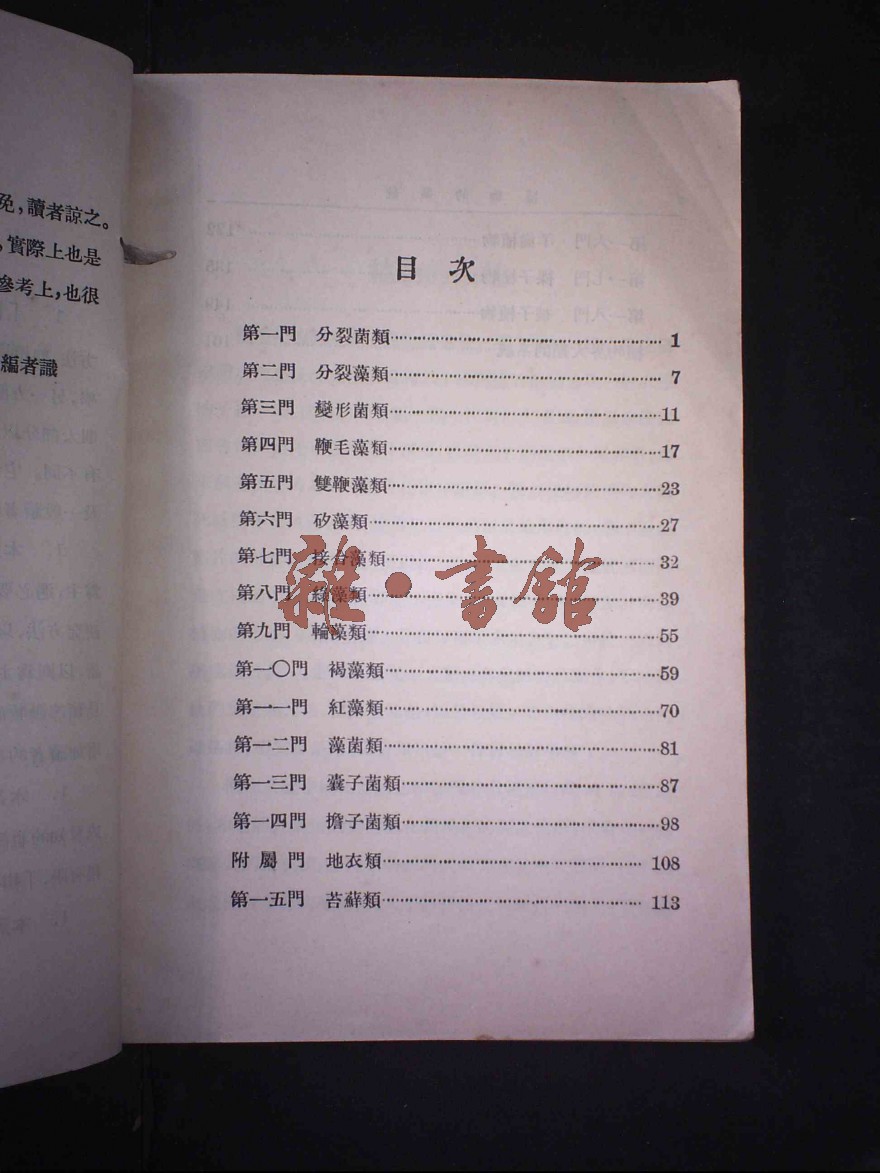 免，讀者諒之。
，實際上也是
參考上，也很
編者識
目次
第一門 分裂菌類 1
第二門 分裂藻類 7
第三門 變形菌類 11
第四門 鞭毛藻類 17
第五門 雙鞭藻類 23
第六門 矽藻類 27
第七門 接合藻類 32
第八門 綠藻類 39
第九門 輪藻類 55
第一〇門 褐藻類 59
第一一門 紅藻類 70
第一二門 藻菌類 81
第一三門 囊子菌類 87
第一四門 擔子菌類 98
附屬門 地衣類 108
第一五門 苔蘚類 113
雜·書館